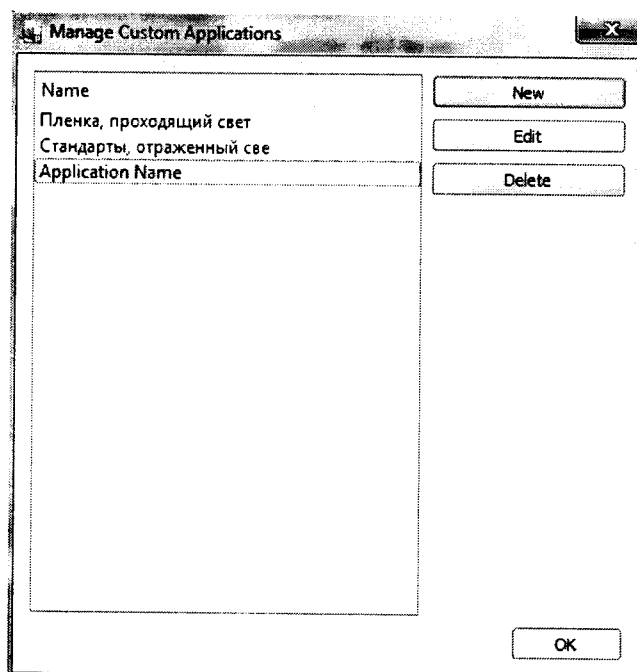 Manage Custom Applications
Name
New
Пленка, проходящий свет
Edit
Стандарты, отраженный све
Application Name
Delete
OK